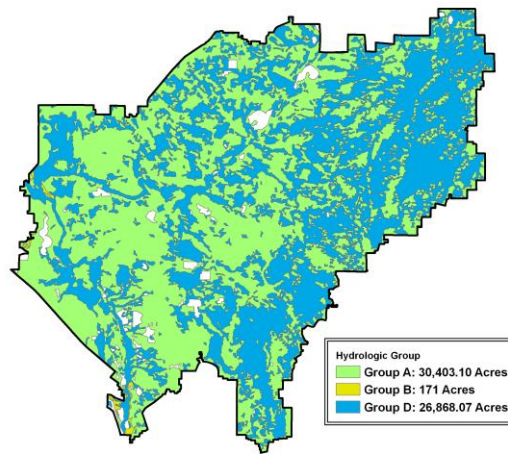 Hydrologic Group
Group A: 30,403.10 Acres
Group B: 171 Acres
Group D: 26,868.07 Acres